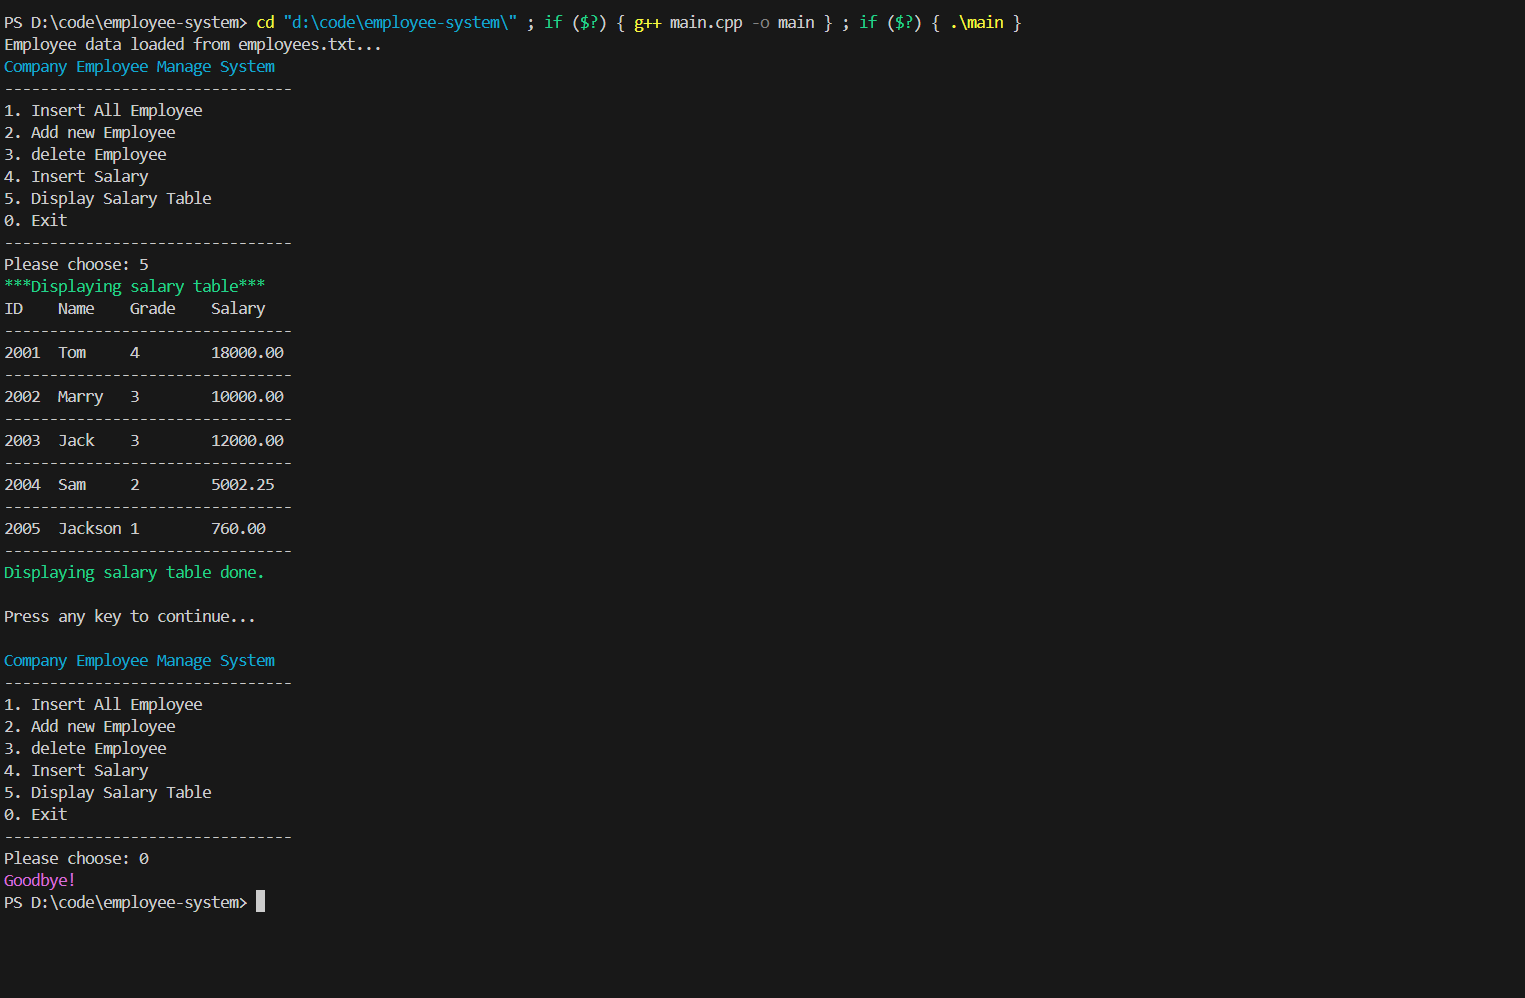 PS D:\code\employee-system> cd "d:\code\employee-system\" ; if ($?) { g++ main.cpp -o main } ; if ($?) { .\main }
Employee data loaded from employees.txt...
Company Employee Manage System
--------------------------------
1. Insert All Employee
2. Add new Employee
3. delete Employee
4. Insert Salary
5. Display Salary Table
0. Exit
--------------------------------
Please choose: 5
***Displaying salary table***
ID    Name    Grade    Salary
--------------------------------
2001  Tom     4        18000.00
--------------------------------
2002  Marry   3        10000.00
--------------------------------
2003  Jack    3        12000.00
--------------------------------
2004  Sam     2        5002.25
--------------------------------
2005  Jackson 1        760.00
--------------------------------
Displaying salary table done.

Press any key to continue...

Company Employee Manage System
--------------------------------
1. Insert All Employee
2. Add new Employee
3. delete Employee
4. Insert Salary
5. Display Salary Table
0. Exit
--------------------------------
Please choose: 0
Goodbye!
PS D:\code\employee-system>